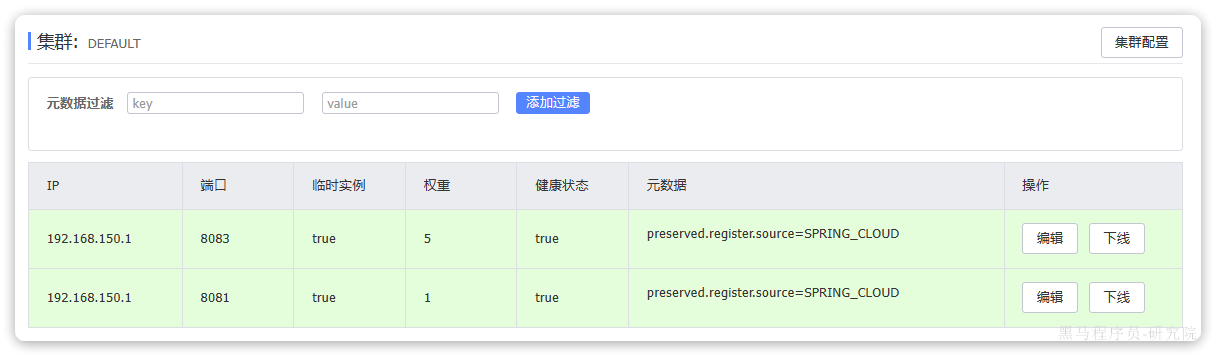 集群: DEFAULT 集群配置
元数据过滤 key value 添加过滤
IP 端口 临时实例 权重 健康状态 元数据 操作
192.168.150.1 8083 true 5 true preserved.register.source=SPRING_CLOUD 编辑 下线
192.168.150.1 8081 true 1 true preserved.register.source=SPRING_CLOUD 编辑 下线
黑马程序员-研究院